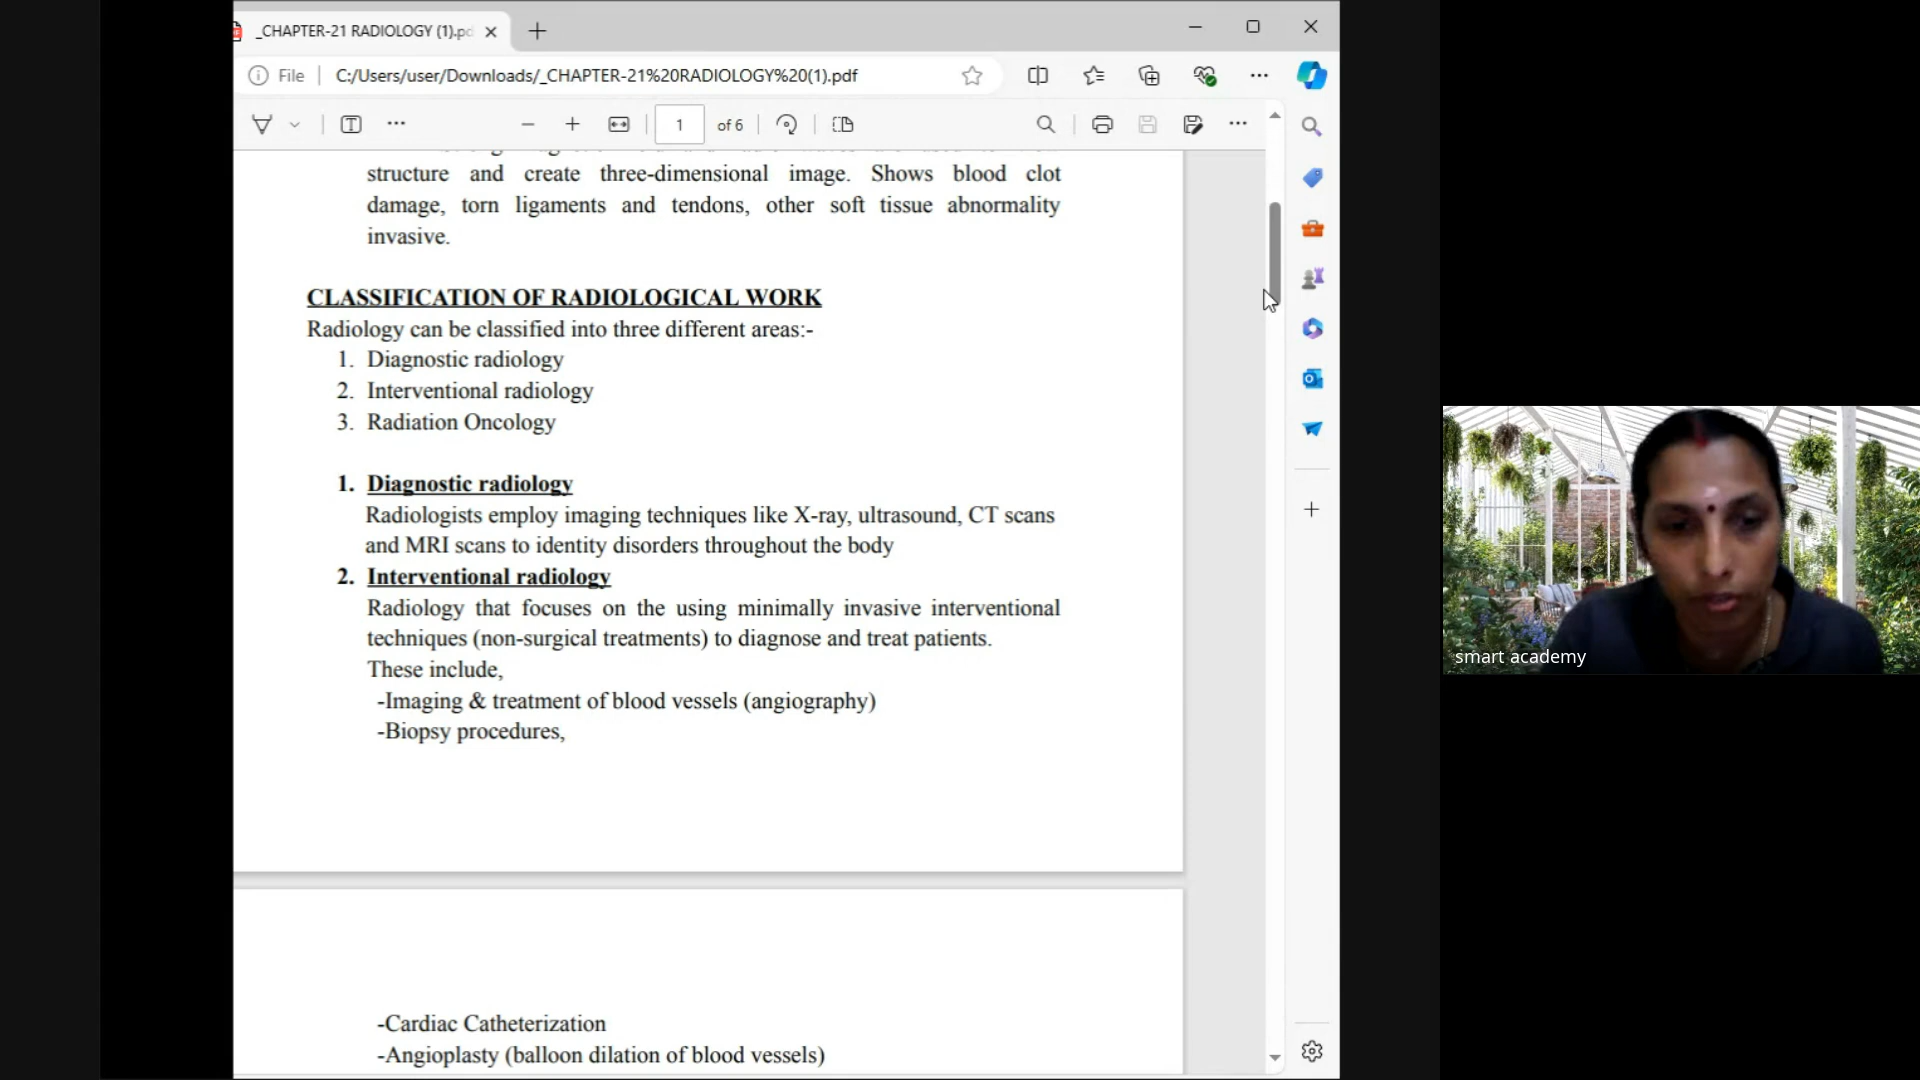 _CHAPTER-21 RADIOLOGY (1).pd
File
C:/Users/user/Downloads/_CHAPTER-21%20RADIOLOGY%20(1).pdf
1 of 6
structure and create three-dimensional image. Shows blood clot
damage, torn ligaments and tendons, other soft tissue abnormality
invasive.
CLASSIFICATION OF RADIOLOGICAL WORK
Radiology can be classified into three different areas:-
1. Diagnostic radiology
2. Interventional radiology
3. Radiation Oncology
1. Diagnostic radiology
Radiologists employ imaging techniques like X-ray, ultrasound, CT scans
and MRI scans to identity disorders throughout the body
2. Interventional radiology
Radiology that focuses on the using minimally invasive interventional
techniques (non-surgical treatments) to diagnose and treat patients.
These include,
-Imaging & treatment of blood vessels (angiography)
-Biopsy procedures,
-Cardiac Catheterization
-Angioplasty (balloon dilation of blood vessels)
smart academy